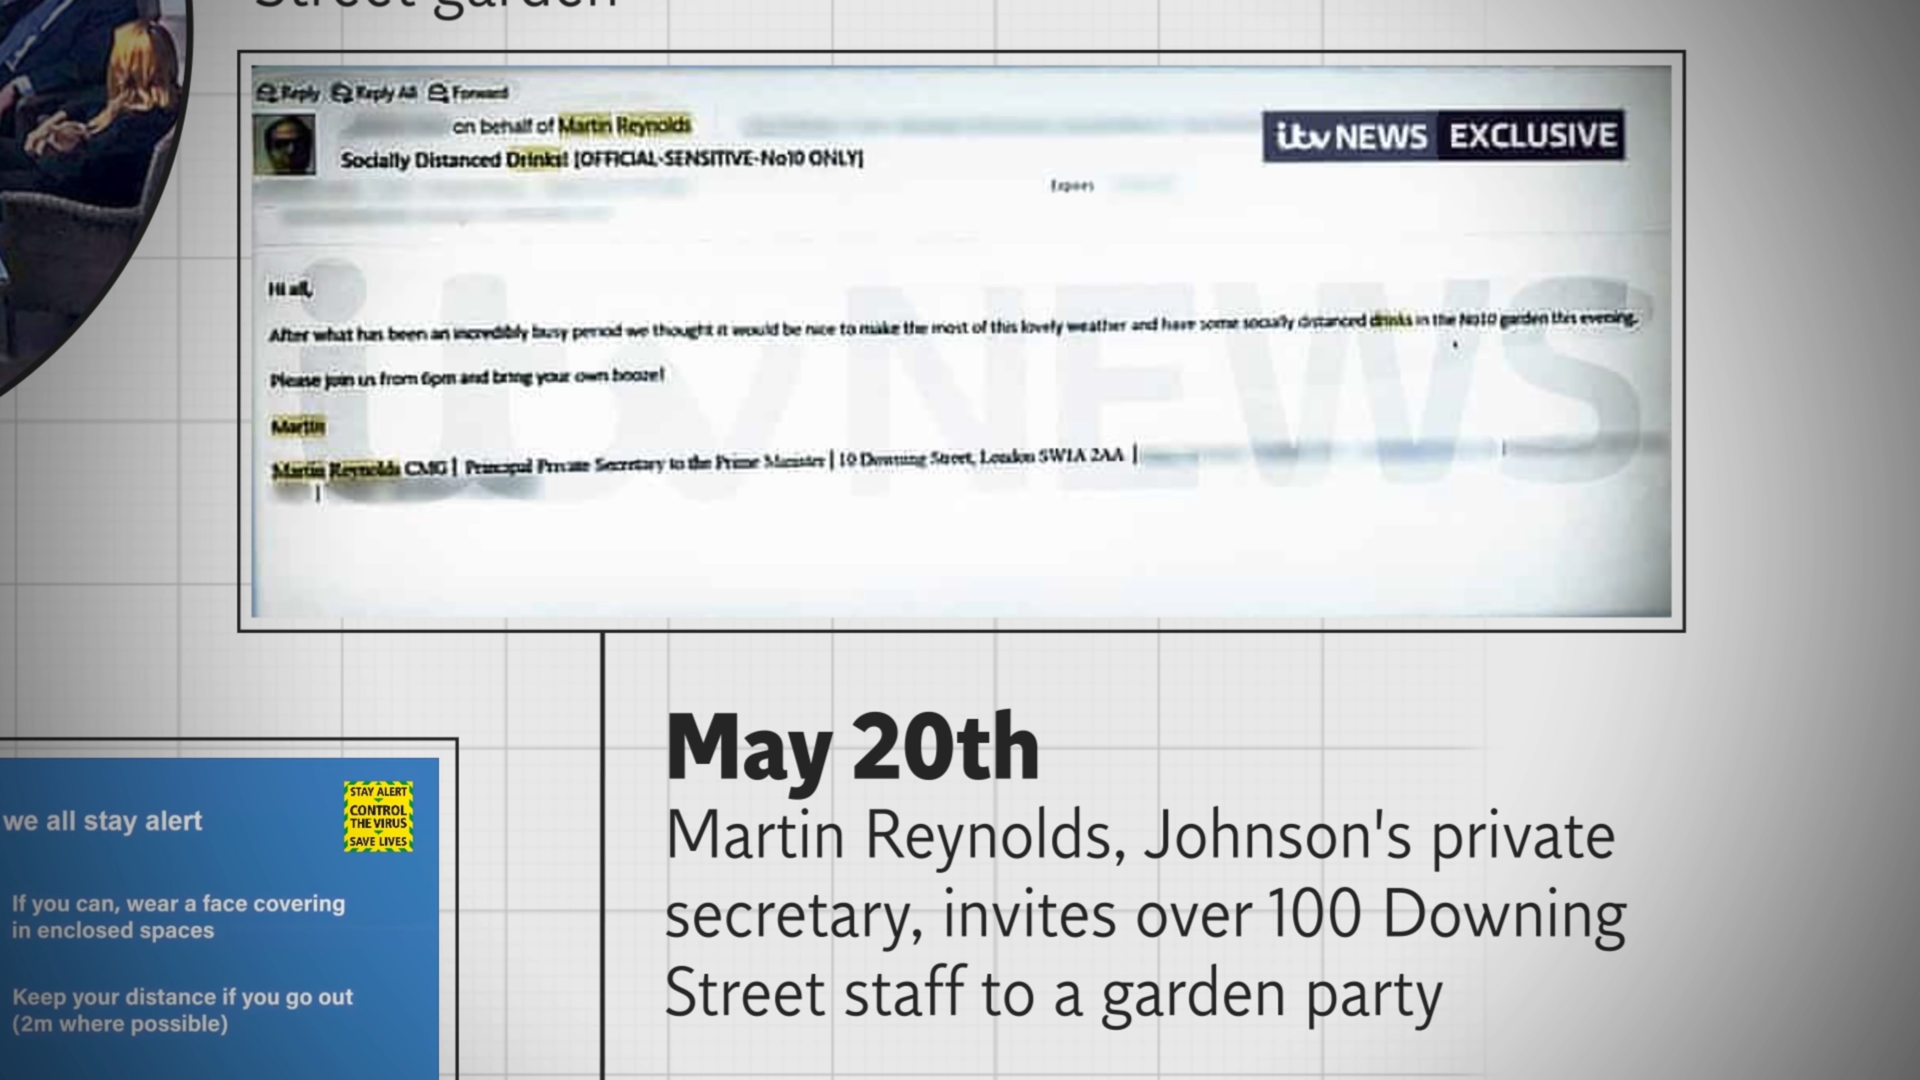 Street garden
Reply Reply All Forward
on behalf of Martin Reynolds
Socially Distanced Drinks! [OFFICIAL-SENSITIVE-No10 ONLY]
itv NEWS EXCLUSIVE
Expires
Hi all,
After what has been an incredibly busy period we thought it would be nice to make the most of this lovely weather and have some socially distanced drinks in the No10 garden this evening.
Please join us from 6pm and bring your own booze!
Martin
Martin Reynolds CMG | Principal Private Secretary to the Prime Minister | 10 Downing Street, London SW1A 2AA |
itv NEWS
May 20th
Martin Reynolds, Johnson's private
secretary, invites over 100 Downing
Street staff to a garden party
we all stay alert
STAY ALERT
CONTROL
THE VIRUS
SAVE LIVES
If you can, wear a face covering
in enclosed spaces
Keep your distance if you go out
(2m where possible)